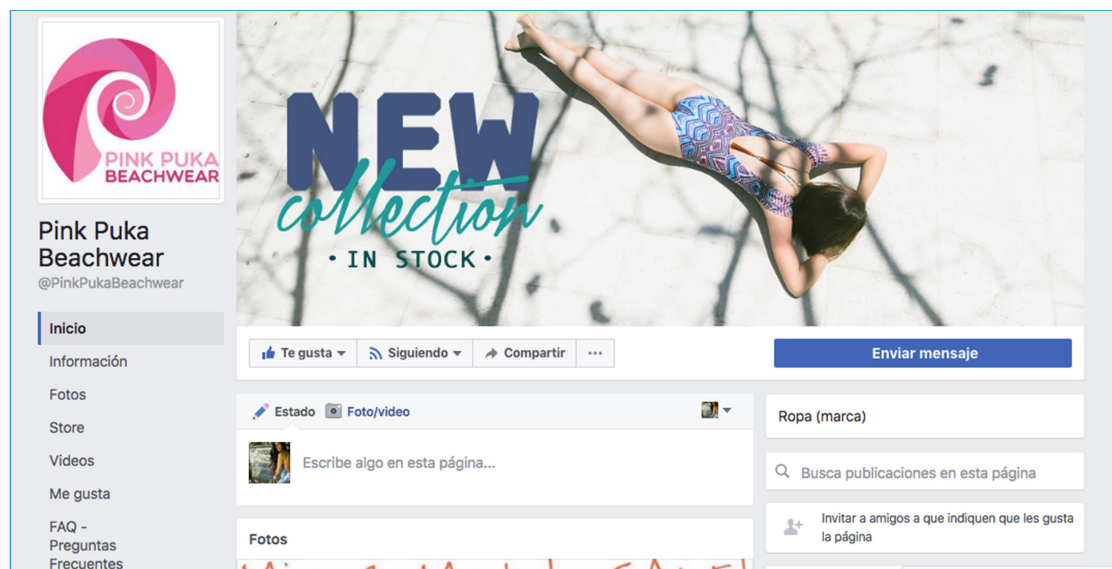 PINK PUKA
BEACHWEAR
Pink Puka
Beachwear
@PinkPukaBeachwear
Inicio
Información
Fotos
Store
Videos
Me gusta
FAQ -
Preguntas
Frecuentes
NEW
collection
• IN STOCK •
Te gusta
Siguiendo
Compartir
Enviar mensaje
Estado
Foto/video
Escribe algo en esta página...
Fotos
Ropa (marca)
Busca publicaciones en esta página
Invitar a amigos a que indiquen que les gusta
la página